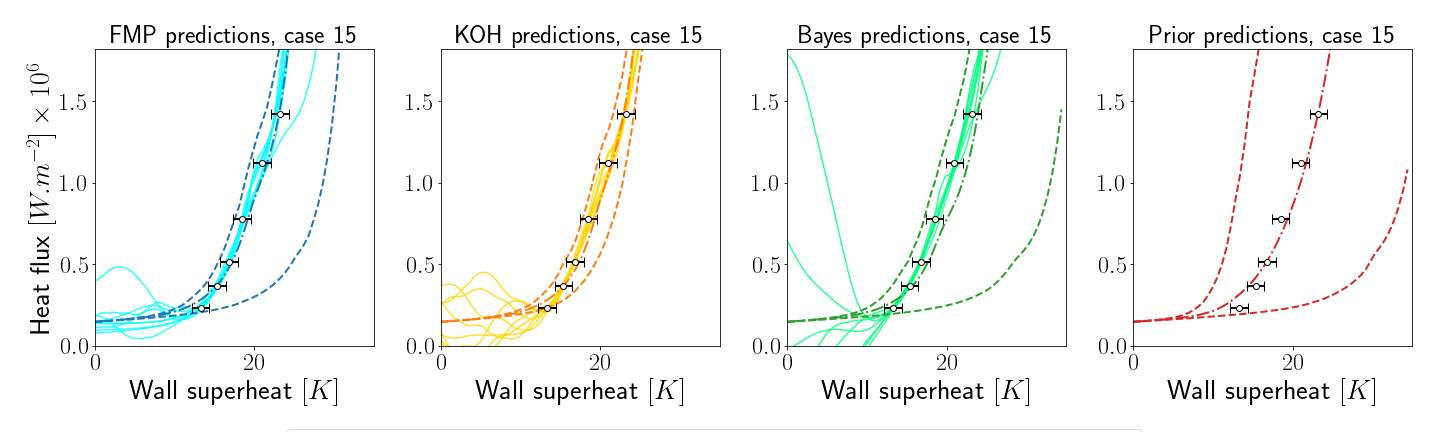 FMP predictions, case 15
KOH predictions, case 15
Bayes predictions, case 15
Prior predictions, case 15
Heat flux [W.m⁻²] × 10⁶
1.5
1.0
0.5
0.0
0
20
Wall superheat [K]
1.5
1.0
0.5
0.0
0
20
Wall superheat [K]
1.5
1.0
0.5
0.0
0
20
Wall superheat [K]
1.5
1.0
0.5
0.0
0
20
Wall superheat [K]